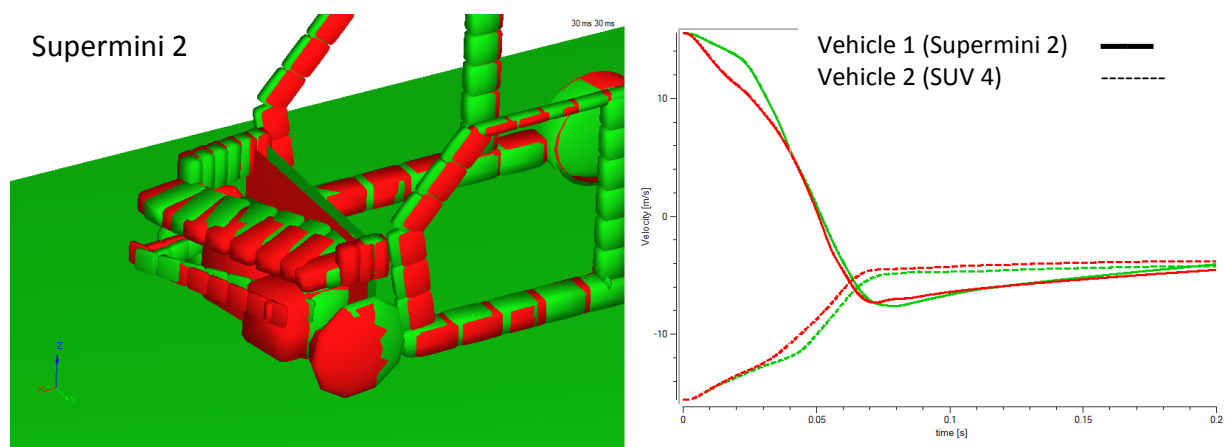 30 ms 30 ms
Supermini 2
Z
X
Y
Vehicle 1 (Supermini 2)
Vehicle 2 (SUV 4)
Velocity [m/s]
10
0
-10
0
0.05
0.1
0.15
0.2
time [s]